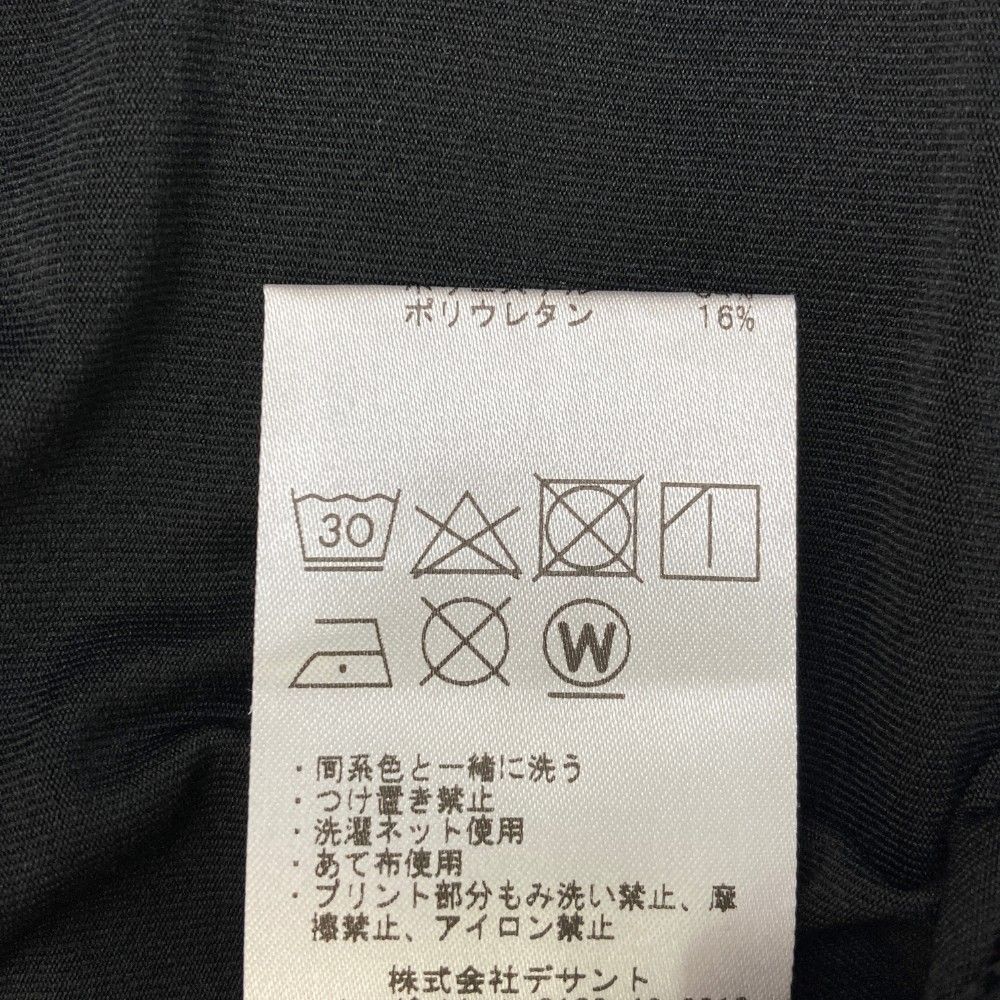 ポリウレタン 16%
30
W
・同系色と一緒に洗う
・つけ置き禁止
・洗濯ネット使用
・あて布使用
・プリント部分もみ洗い禁止、摩
擦禁止、アイロン禁止
株式会社デサント